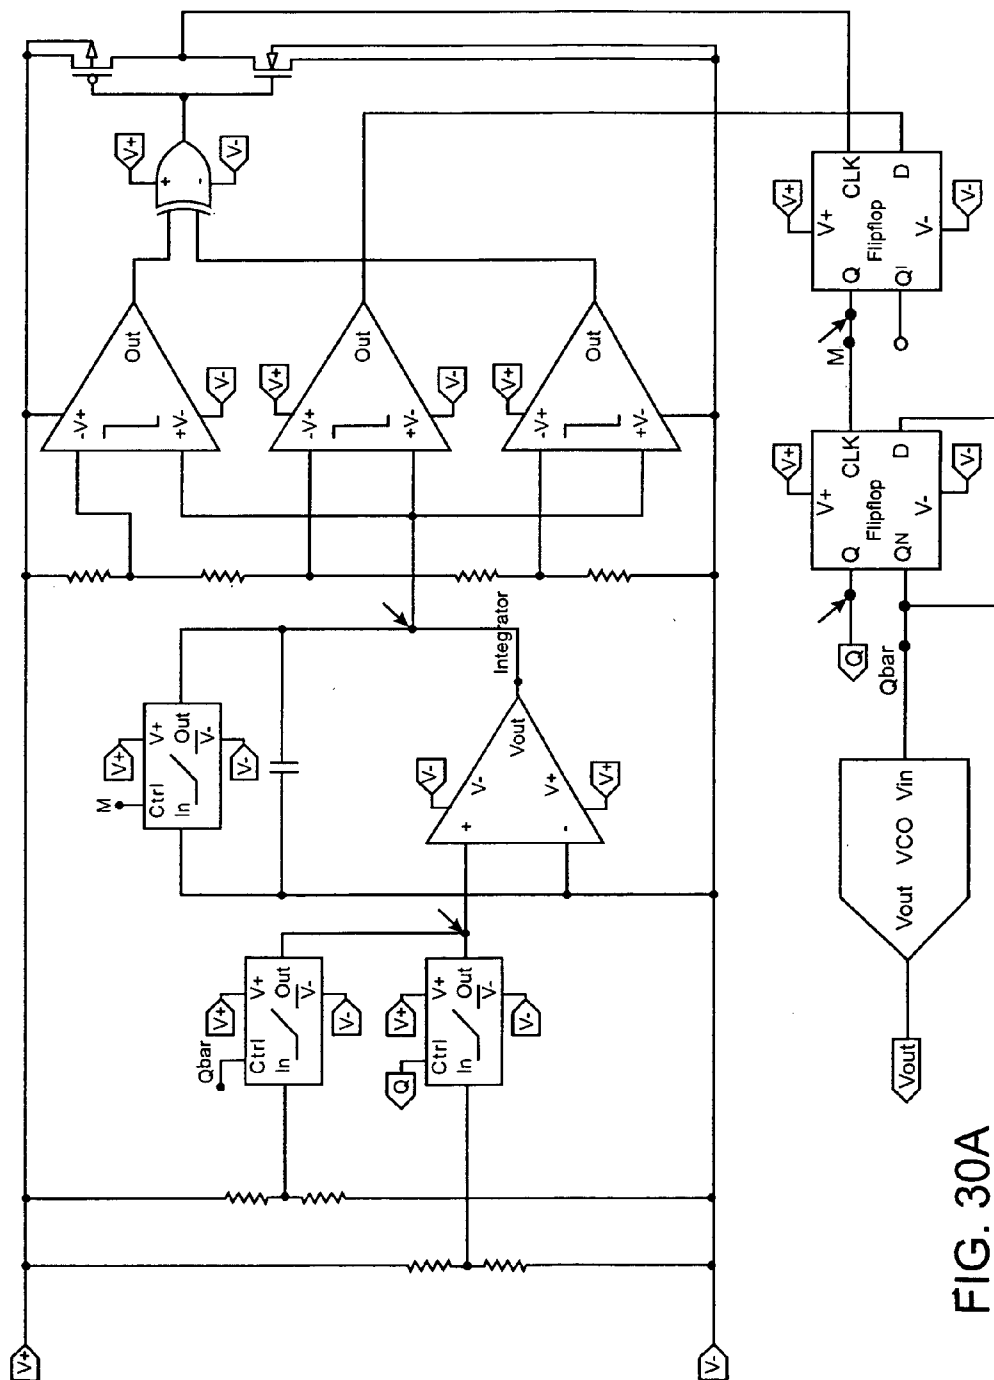 V+
V-
Qbar
V+
Ctrl V+
In Out
V-
V-
Q
V+
Ctrl V+
In Out
V-
V-
M
V+
Ctrl V+
In Out
V-
V-
V-
V-
+
Vout
-
V+
V+
Integrator
-V+
Out
+V-
V-
V+
-V+
Out
+V-
V-
V+
-V+
Out
+V-
V+
+
-
V-
Vout
Vout VCO Vin
Qbar
Q
V+
V+
Q CLK
Flipflop
QN D
V-
V-
M
V+
V+
Q CLK
Flipflop
Q| D
V-
V-
FIG. 30A